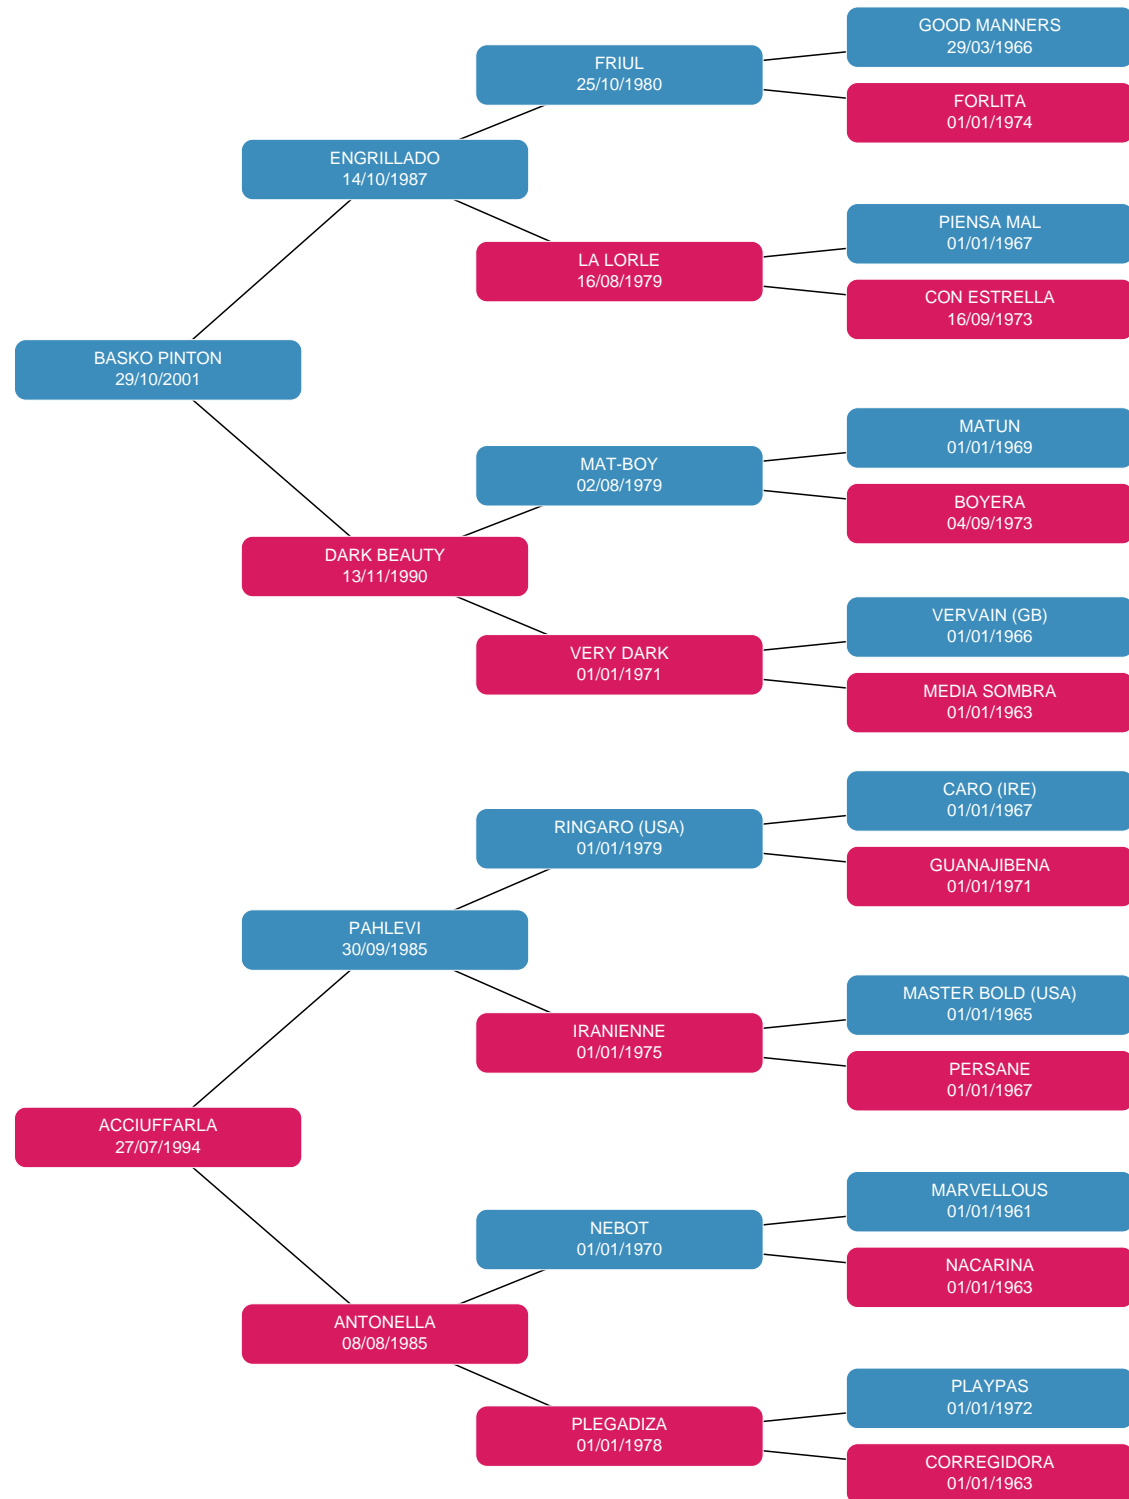 GOOD MANNERS
29/03/1966
FRIUL
25/10/1980
FORLITA
01/01/1974
ENGRILLADO
14/10/1987
PIENSA MAL
01/01/1967
LA LORLE
16/08/1979
CON ESTRELLA
16/09/1973
BASKO PINTON
29/10/2001
MATUN
01/01/1969
MAT-BOY
02/08/1979
BOYERA
04/09/1973
DARK BEAUTY
13/11/1990
VERVAIN (GB)
01/01/1966
VERY DARK
01/01/1971
MEDIA SOMBRA
01/01/1963
CARO (IRE)
01/01/1967
RINGARO (USA)
01/01/1979
GUANAJIBENA
01/01/1971
PAHLEVI
30/09/1985
MASTER BOLD (USA)
01/01/1965
IRANIENNE
01/01/1975
PERSANE
01/01/1967
ACCIUFFARLA
27/07/1994
MARVELLOUS
01/01/1961
NEBOT
01/01/1970
NACARINA
01/01/1963
ANTONELLA
08/08/1985
PLAYPAS
01/01/1972
PLEGADIZA
01/01/1978
CORREGIDORA
01/01/1963